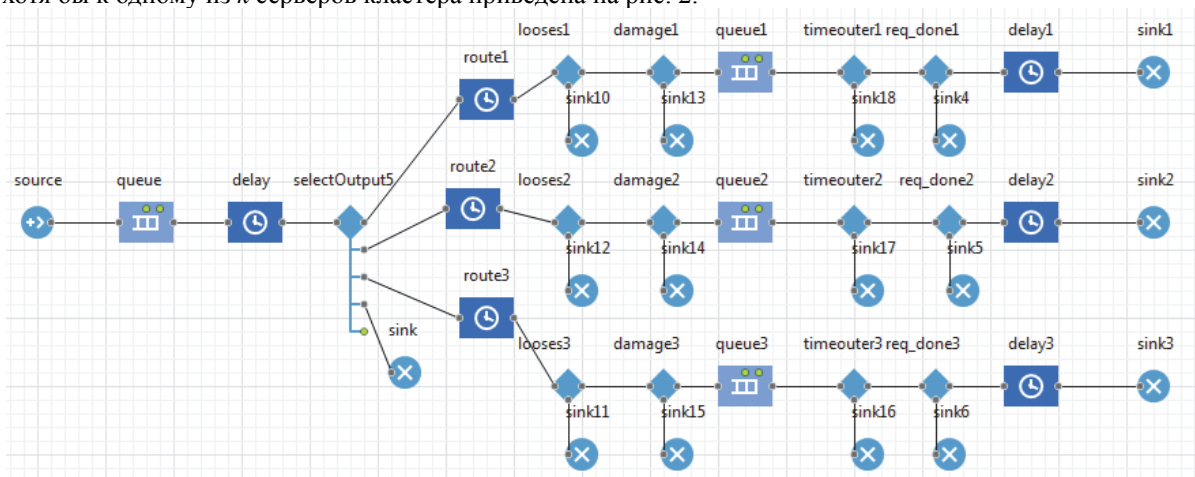 хотя бы к одному из n серверов кластера приведена на рис. 2.
looses1 damage1 queue1 timeouter1 req_done1 delay1 sink1
route1
sink10 sink13 sink18 sink4
route2
source queue delay selectOutput5 looses2 damage2 queue2 timeouter2 req_done2 delay2 sink2
sink12 sink14 sink17 sink5
route3
sink looses3 damage3 queue3 timeouter3 req_done3 delay3 sink3
sink11 sink15 sink16 sink6